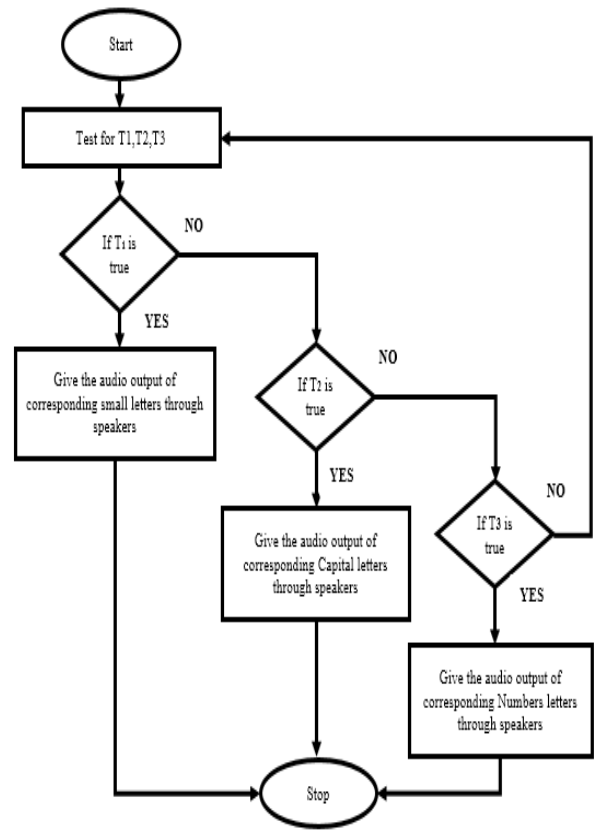 Start
Test for T1,T2,T3
If T1 is
true
NO
YES
Give the audio output of
corresponding small letters through
speakers
If T2 is
true
NO
YES
Give the audio output of
corresponding Capital letters
through speakers
If T3 is
true
NO
YES
Give the audio output of
corresponding Numbers letters
through speakers
Stop